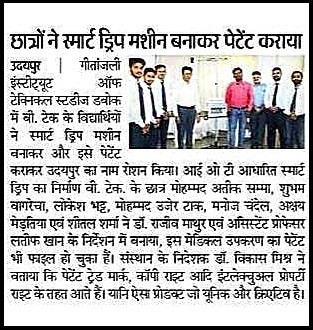 छात्रों ने स्मार्ट ड्रिप मशीन बनाकर पेटेंट कराया
उदयपुर | गीतांजली
इंस्टीट्यूट ऑफ
टेक्निकल स्टडीज डबोक
में बी. टेक के विद्यार्थियों
ने स्मार्ट ड्रिप मशीन
बनाकर और इसे पेटेंट
कराकर उदयपुर का नाम रोशन किया। आई ओ टी आधारित स्मार्ट
ड्रिप का निर्माण बी. टेक. के छात्र मोहम्मद अतीक सम्मा, शुभम
वागरेचा, लोकेश भट्ट, मोहम्मद उजेर टाक, मनोज चंदेल, अक्षय
मेड़तिया एवं शीतल शर्मा ने डॉ. राजीव माथुर एवं असिस्टेंट प्रोफेसर
लतीफ खान के निर्देशन में बनाया, इस मेडिकल उपकरण का पेटेंट
भी फाइल हो चुका हैं। संस्थान के निदेशक डॉ. विकास मिश्र ने
बताया कि पेटेंट ट्रेड मार्क, कॉपी राइट आदि इंटलेक्चुअल प्रोपर्टी
राइट के तहत आते हैं। यानि ऐसा प्रोडक्ट जो यूनिक और क्रिएटिव है।